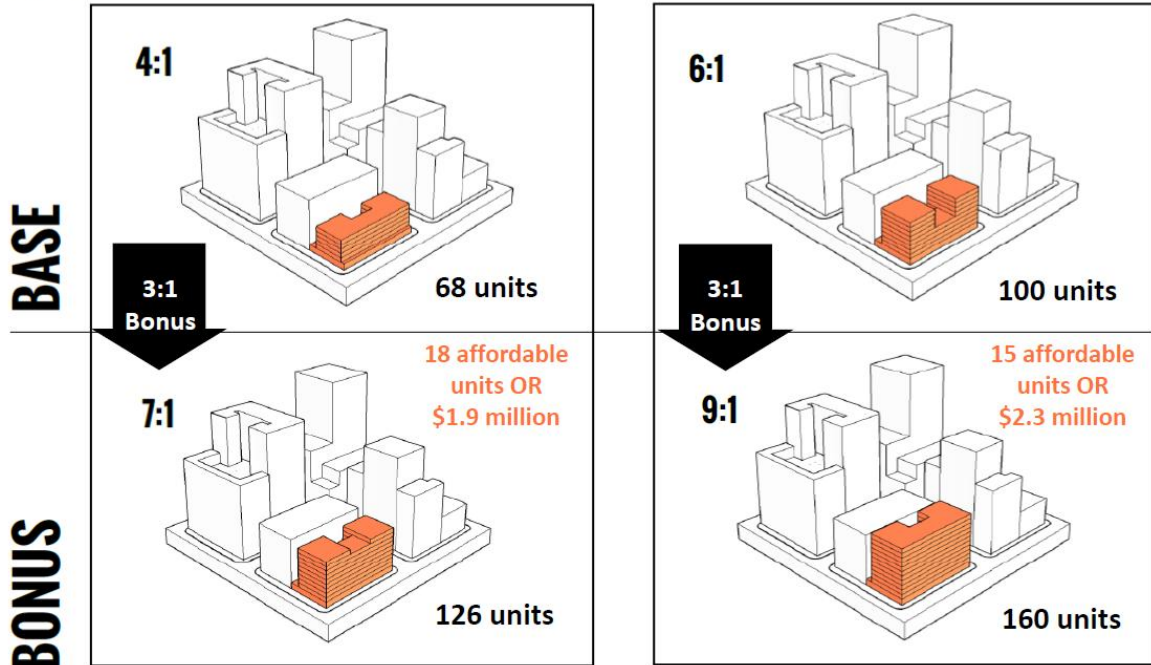 BASE
4:1
68 units
3:1
Bonus
6:1
100 units
3:1
Bonus
BONUS
7:1
18 affordable
units OR
$1.9 million
126 units
9:1
15 affordable
units OR
$2.3 million
160 units